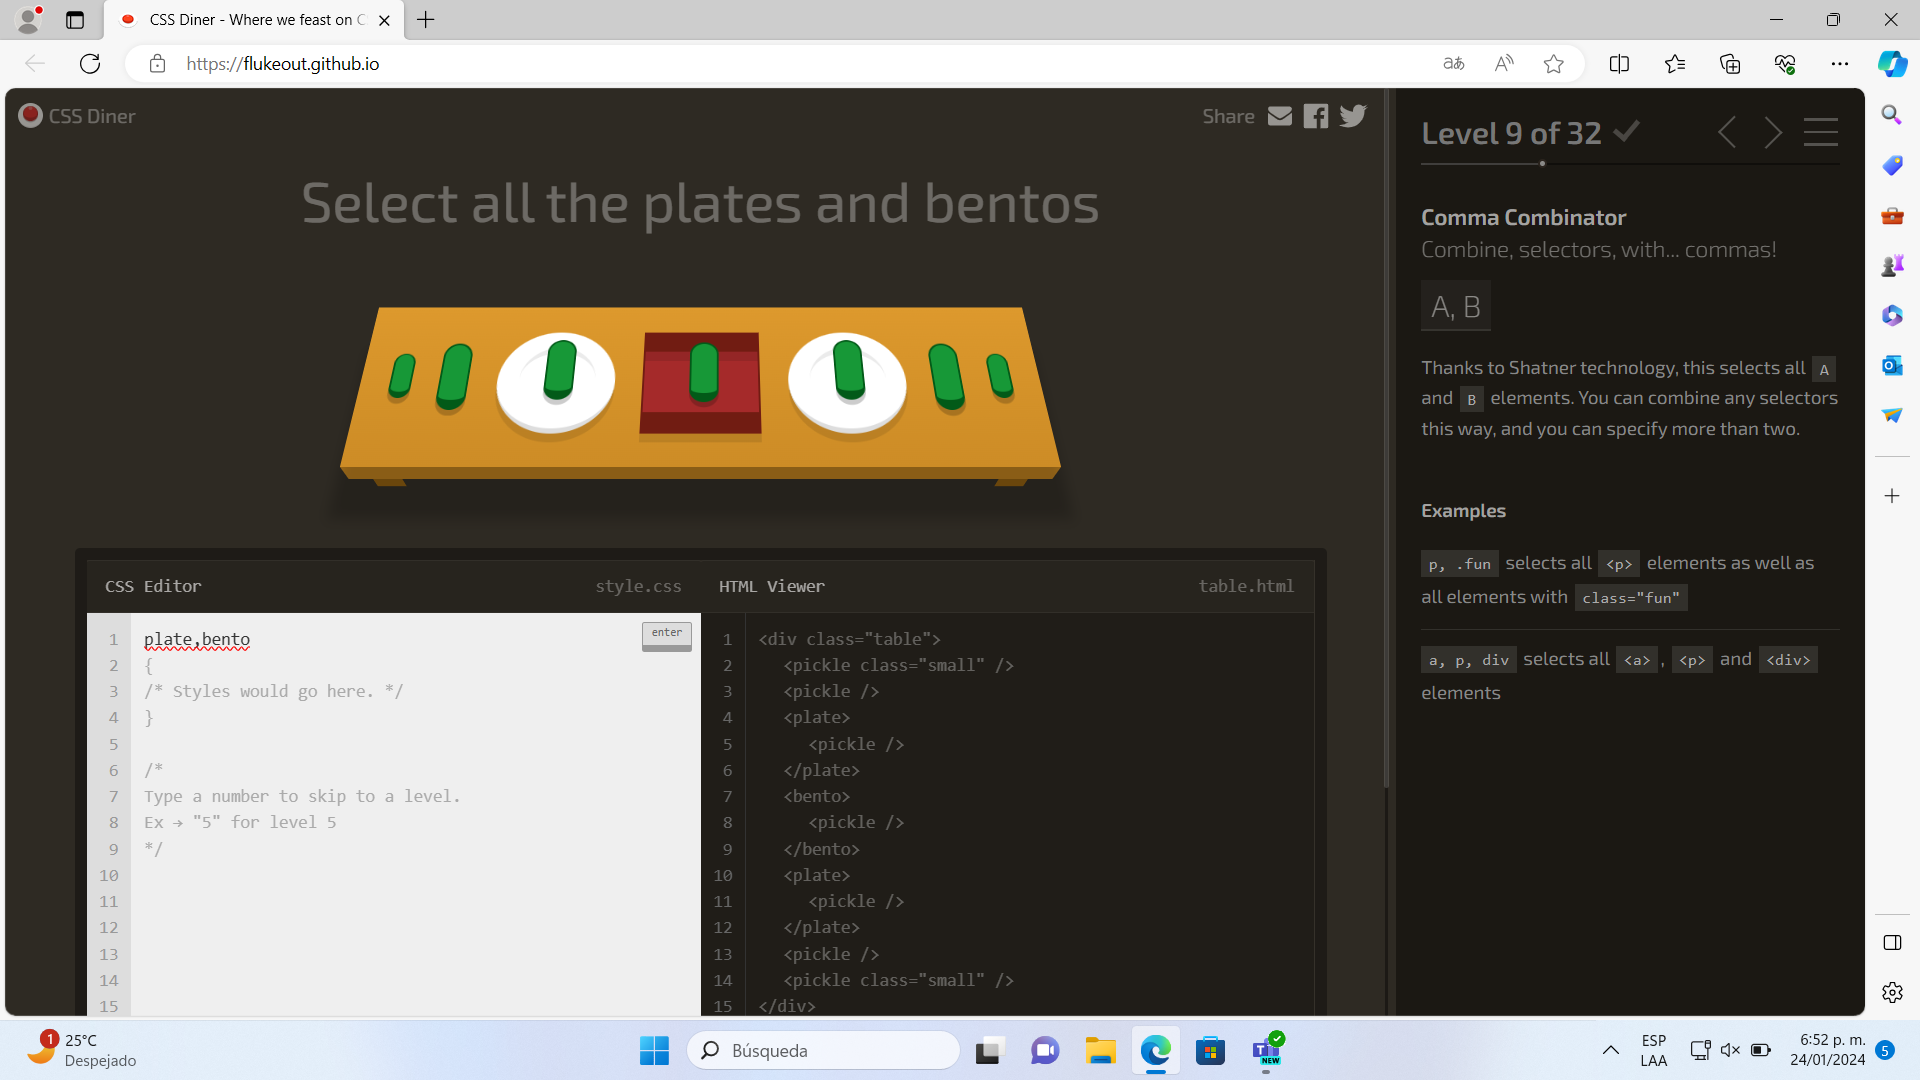 CSS Diner - Where we feast on C
https://flukeout.github.io
aあ
A
CSS Diner
Share
Level 9 of 32
Select all the plates and bentos
Comma Combinator
Combine, selectors, with... commas!
A, B
Thanks to Shatner technology, this selects all A
and B elements. You can combine any selectors
this way, and you can specify more than two.
Examples
p, .fun selects all <p> elements as well as
all elements with class="fun"
a, p, div selects all <a> , <p> and <div>
elements
CSS Editor
style.css
1 plate,bento
enter
2 {
3 /* Styles would go here. */
4 }
5
6 /*
7 Type a number to skip to a level.
8 Ex → "5" for level 5
9 */
10
11
12
13
14
15
HTML Viewer
table.html
1 <div class="table">
2 <pickle class="small" />
3 <pickle />
4 <plate>
5 <pickle />
6 </plate>
7 <bento>
8 <pickle />
9 </bento>
10 <plate>
11 <pickle />
12 </plate>
13 <pickle />
14 <pickle class="small" />
15 </div>
1
25°C
Despejado
Búsqueda
T
NEW
ESP
LAA
6:52 p. m.
24/01/2024
5